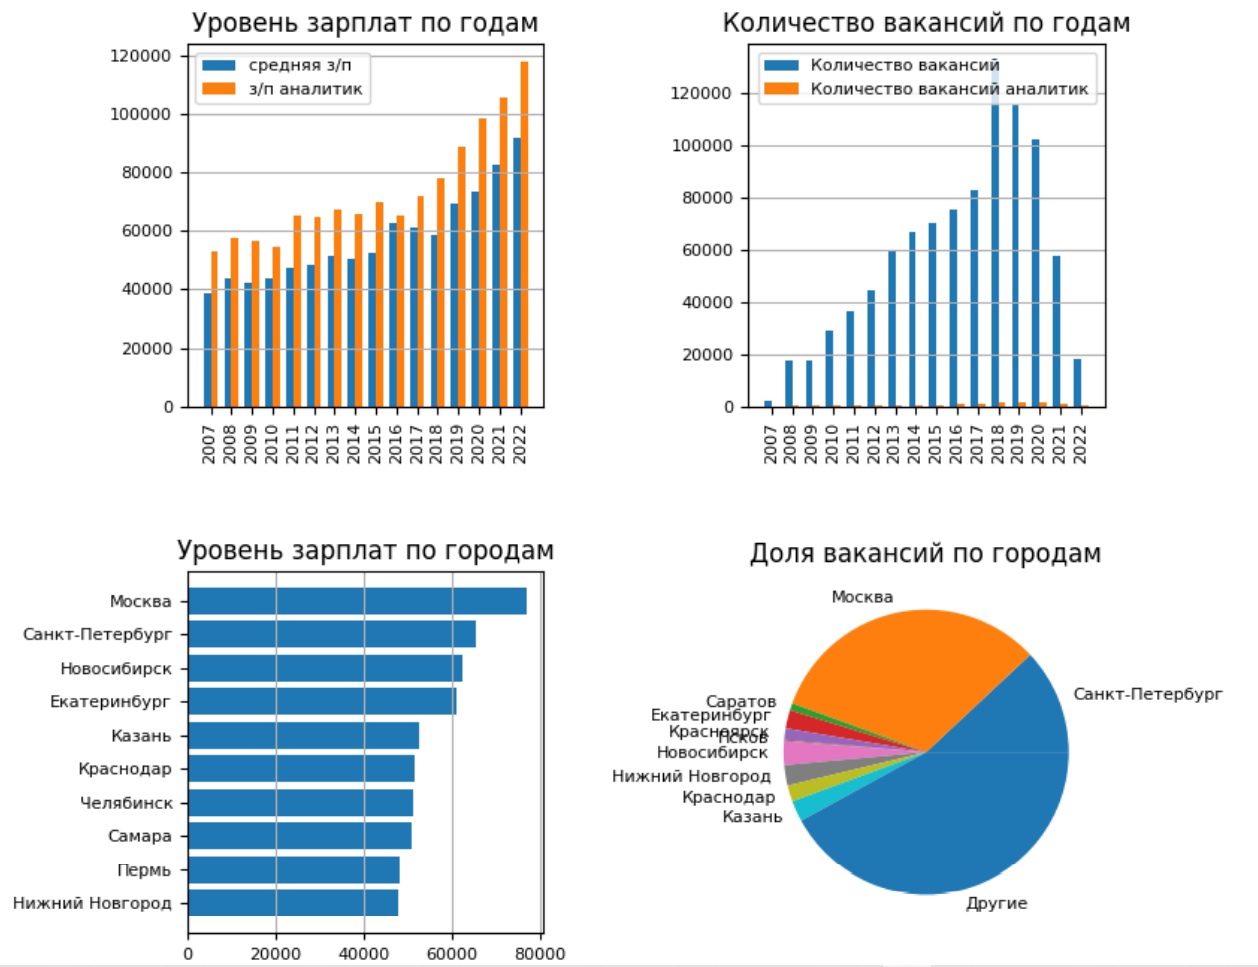 Уровень зарплат по годам
120000
100000
80000
60000
40000
20000
0
средняя з/п
з/п аналитик
2007 2008 2009 2010 2011 2012 2013 2014 2015 2016 2017 2018 2019 2020 2021 2022
Количество вакансий по годам
120000
100000
80000
60000
40000
20000
0
Количество вакансий
Количество вакансий аналитик
2007 2008 2009 2010 2011 2012 2013 2014 2015 2016 2017 2018 2019 2020 2021 2022
Уровень зарплат по городам
Москва
Санкт-Петербург
Новосибирск
Екатеринбург
Казань
Краснодар
Челябинск
Самара
Пермь
Нижний Новгород
0 20000 40000 60000 80000
Доля вакансий по городам
Москва
Санкт-Петербург
Саратов
Екатеринбург
Красноярск
Псков
Новосибирск
Нижний Новгород
Краснодар
Казань
Другие